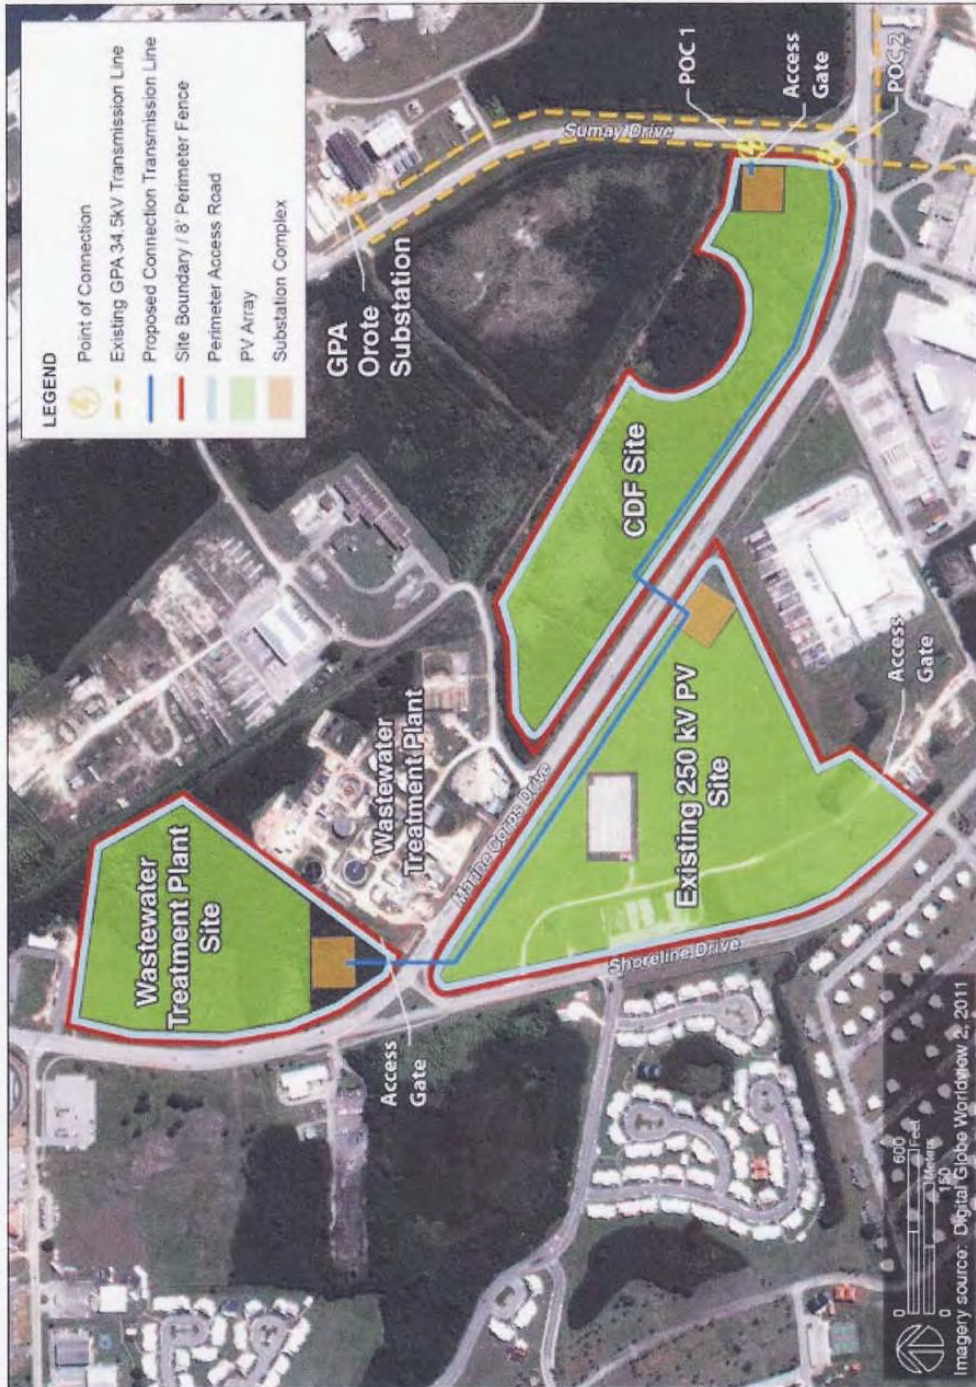 LEGEND
Point of Connection
Existing GPA 34.5kV Transmission Line
Proposed Connection Transmission Line
Site Boundary / 8' Perimeter Fence
Perimeter Access Road
PV Array
Substation Complex
GPA
Orote
Substation
Sumay Drive
POC 1
Access
Gate
POC 2
CDF Site
Wastewater
Treatment Plant
Site
Wastewater
Treatment Plant
Marine Corps Drive
Existing 250 kV PV
Site
Shoreline Drive
Access
Gate
Access
Gate
0
600
Feet
Meters
0
150
Imagery source: Digital Globe Worldview 2, 2011